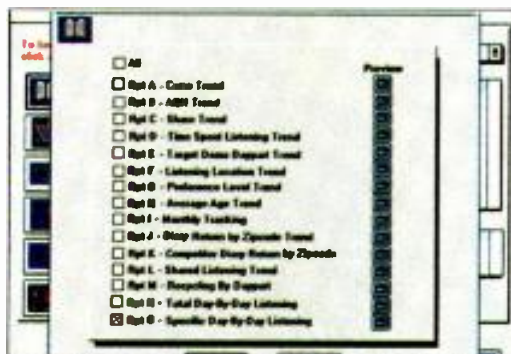 To
click
All
Preview
Rpt A - Cume Trend
Rpt B - AQH Trend
Rpt C - Share Trend
Rpt D - Time Spent Listening Trend
Rpt E - Target Demo Daypart Trend
Rpt F - Listening Location Trend
Rpt G - Preference Level Trend
Rpt H - Average Age Trend
Rpt I - Monthly Tracking
Rpt J - Diary Return by Zipcode Trend
Rpt K - Competitor Diary Return by Zipcode
Rpt L - Shared Listening Trend
Rpt M - Recycling By Daypart
Rpt N - Total Day-By-Day Listening
Rpt O - Specific Day-By-Day Listening